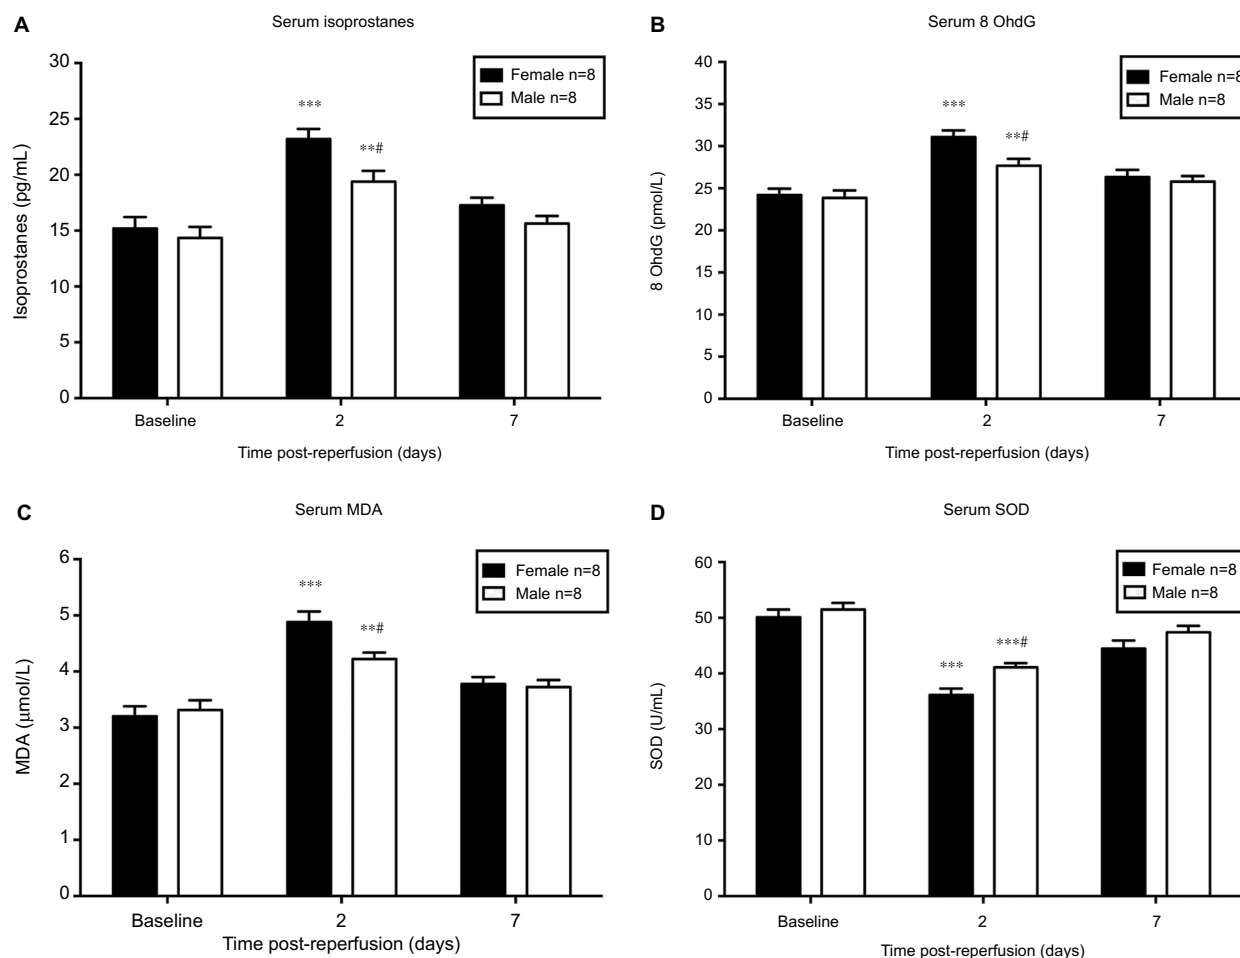 A
Serum isoprostanes
Isoprostanes (pg/mL)
30
25
20
15
10
5
0
Female n=8
Male n=8
***
**#
Baseline
2
7
Time post-reperfusion (days)
B
Serum 8 OhdG
8 OhdG (pmol/L)
40
35
30
25
20
15
10
5
0
Female n=8
Male n=8
***
**#
Baseline
2
7
Time post-reperfusion (days)
C
Serum MDA
MDA (μmol/L)
6
5
4
3
2
1
0
Female n=8
Male n=8
***
**#
Baseline
2
7
Time post-reperfusion (days)
D
Serum SOD
SOD (U/mL)
60
50
40
30
20
10
0
Female n=8
Male n=8
***
***#
Baseline
2
7
Time post-reperfusion (days)